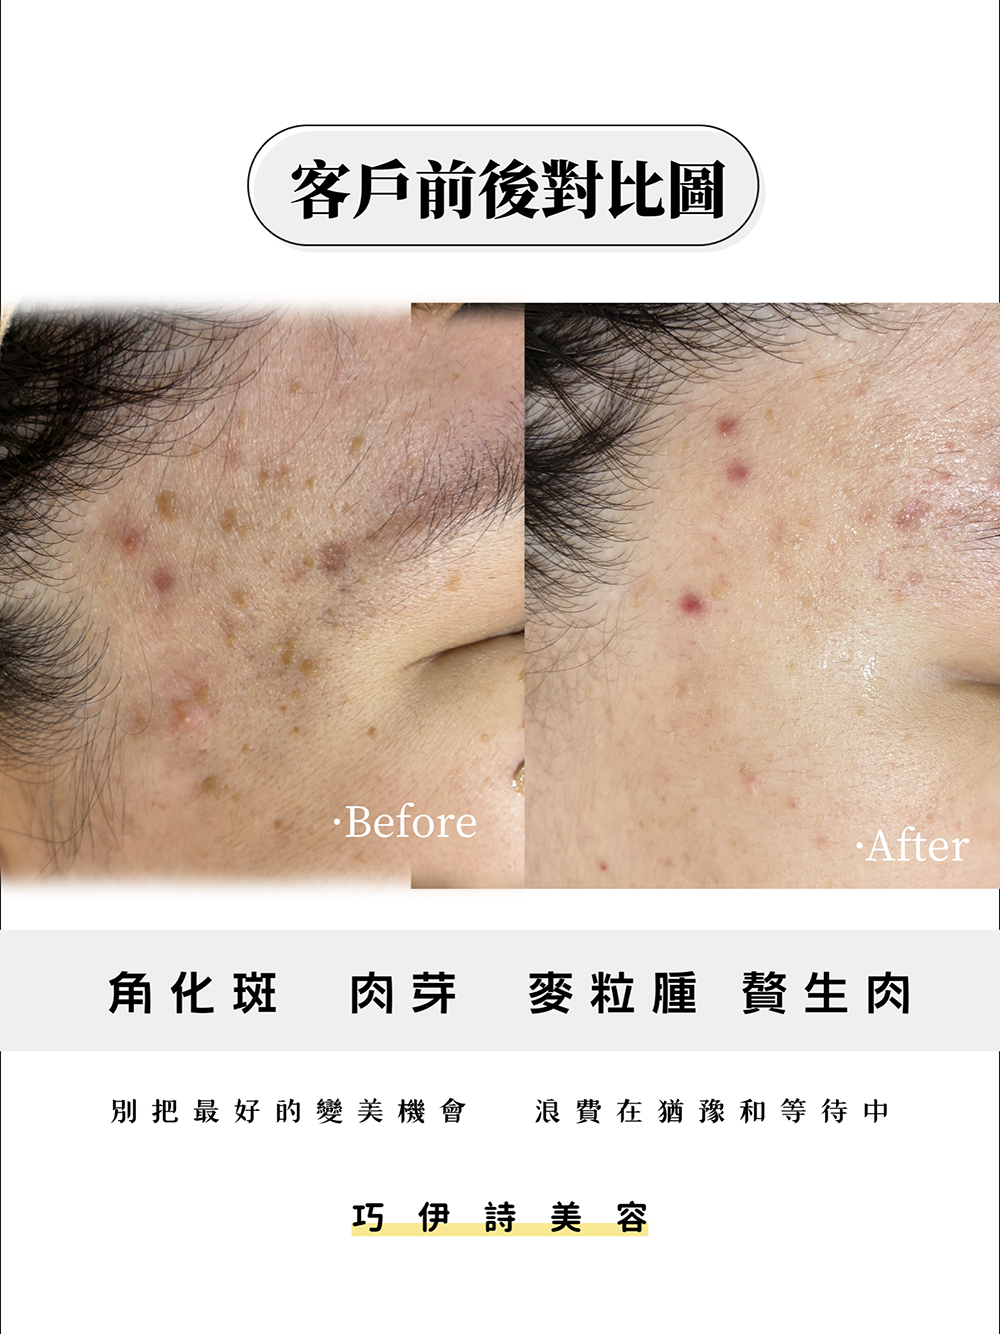 客戶前後對比圖
·Before
·After
角化斑 肉芽 麥粒腫 贅生肉
別把最好的變美機會 浪費在猶豫和等待中
巧伊詩美容